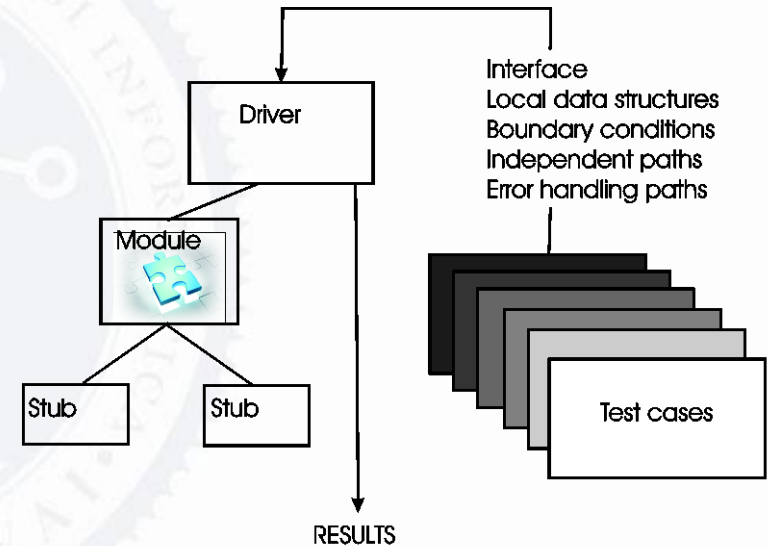 Driver
Interface
Local data structures
Boundary conditions
Independent paths
Error handling paths
Module
Stub
Stub
Test cases
RESULTS